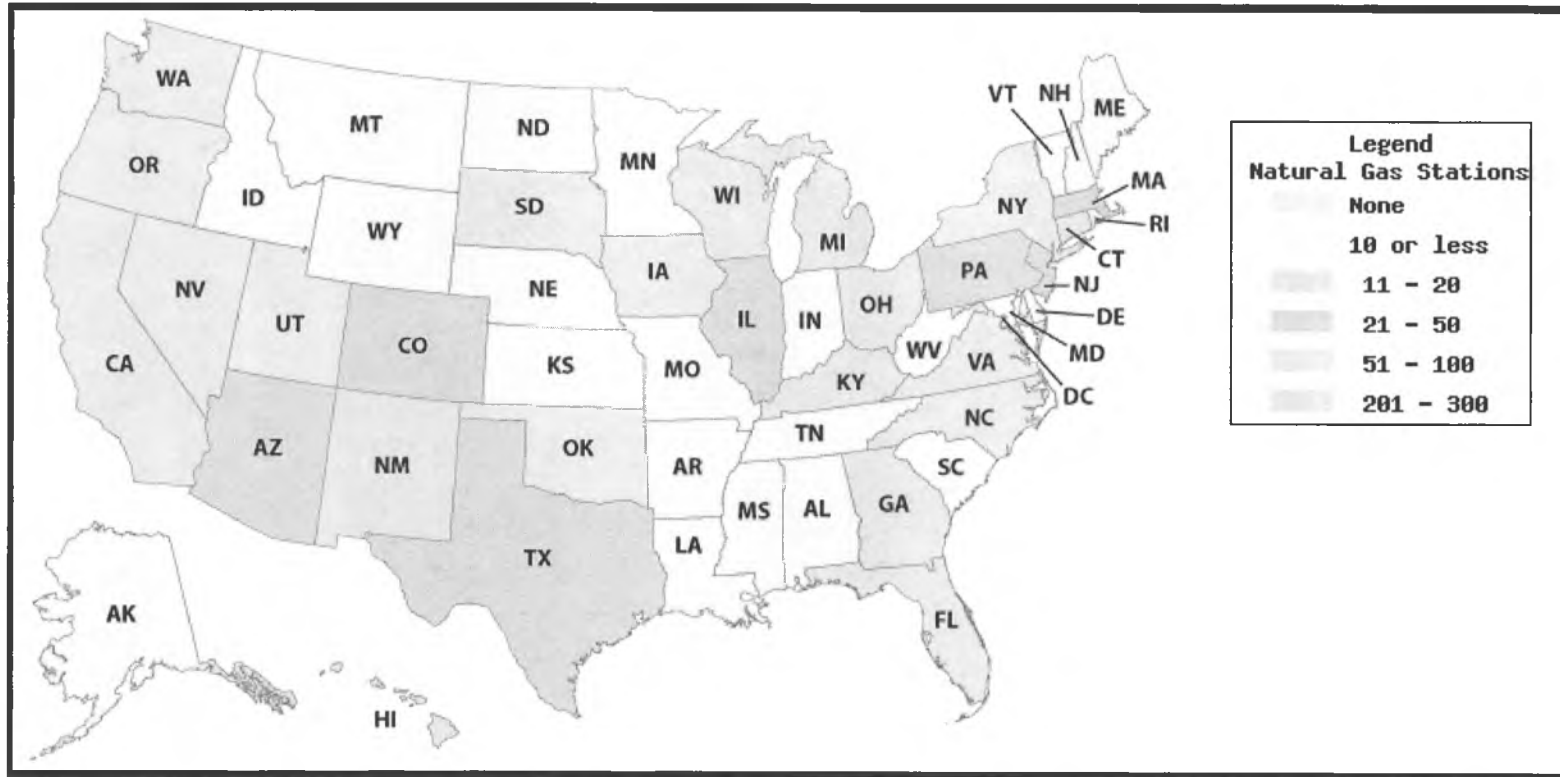 WA
MT
ND
MN
VT
NH
ME
OR
ID
SD
WI
NY
MA
WY
MI
RI
IA
PA
CT
NE
NV
UT
CO
IL
IN
OH
NJ
DE
CA
KS
MO
WV
VA
MD
KY
DC
AZ
NM
OK
TN
NC
AR
SC
MS
AL
GA
TX
LA
AK
FL
HI
Legend
Natural Gas Stations
None
10 or less
11 - 20
21 - 50
51 - 100
201 - 300